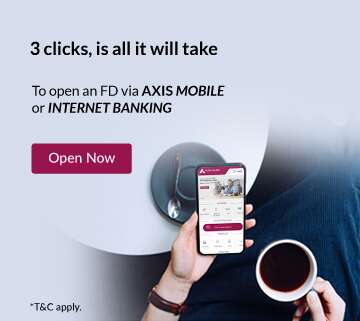 3 clicks, is all it will take
To open an FD via AXIS MOBILE
or INTERNET BANKING
Open Now
*T&C apply.